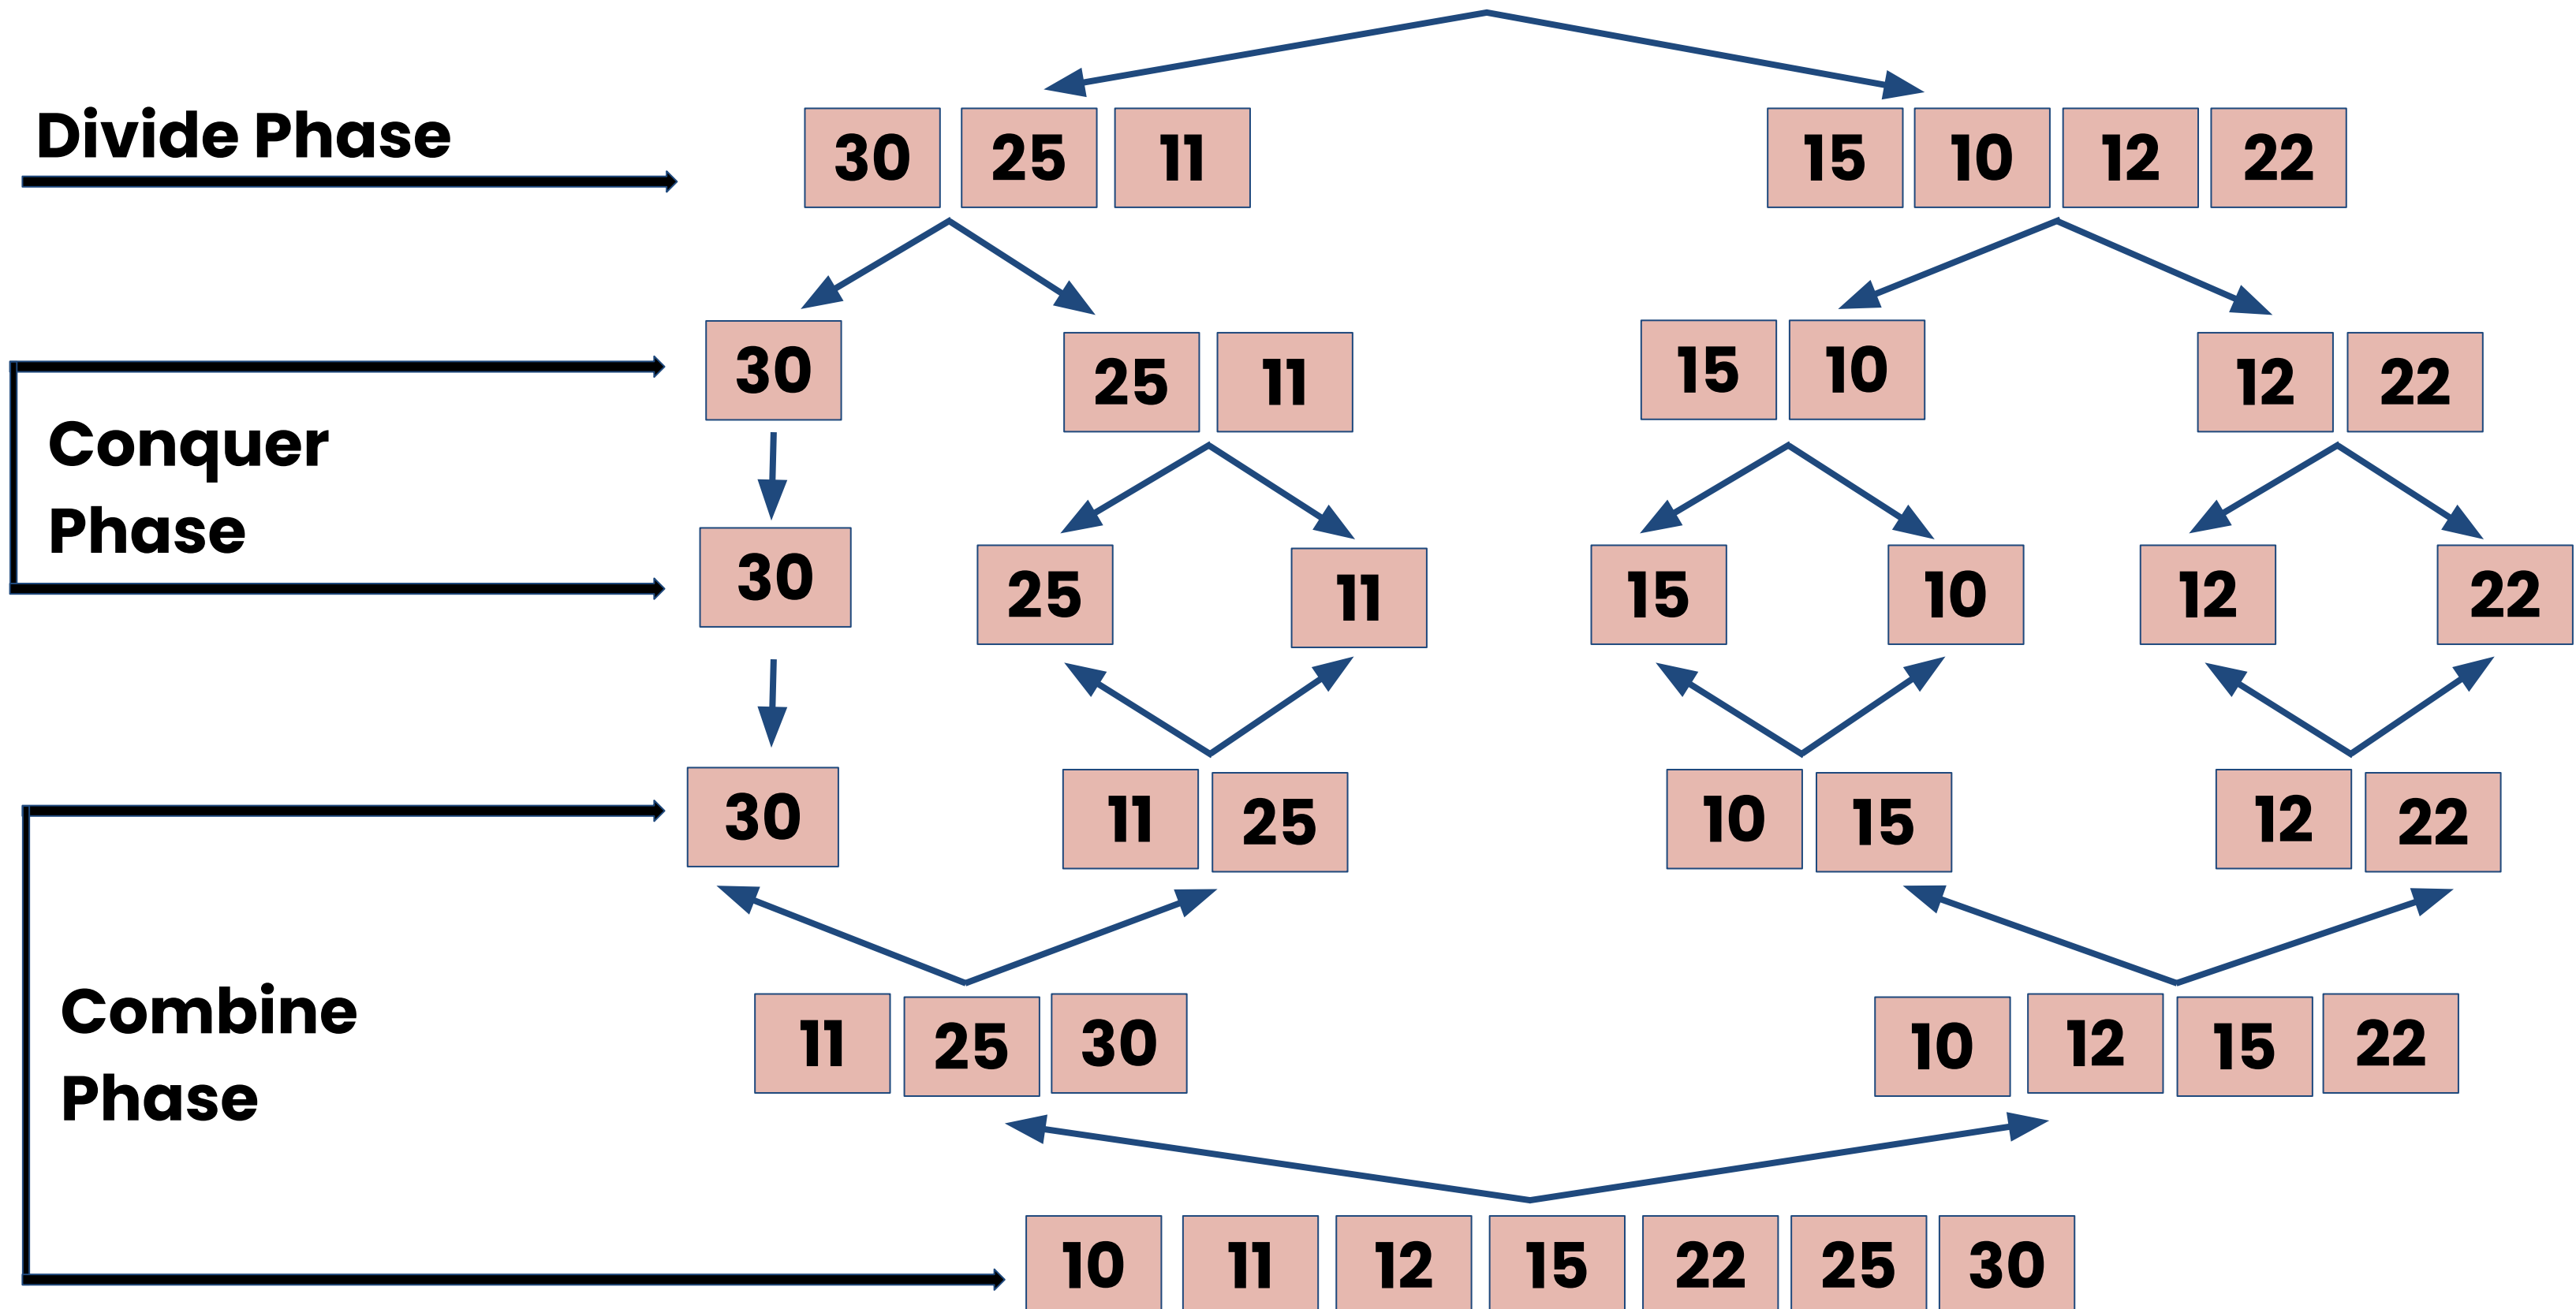 Divide Phase
30 25 11 15 10 12 22
30 25 11 15 10 12 22
Conquer
Phase
30 25 11 15 10 12 22
30 11 25 10 15 12 22
Combine
Phase
11 25 30 10 12 15 22
10 11 12 15 22 25 30